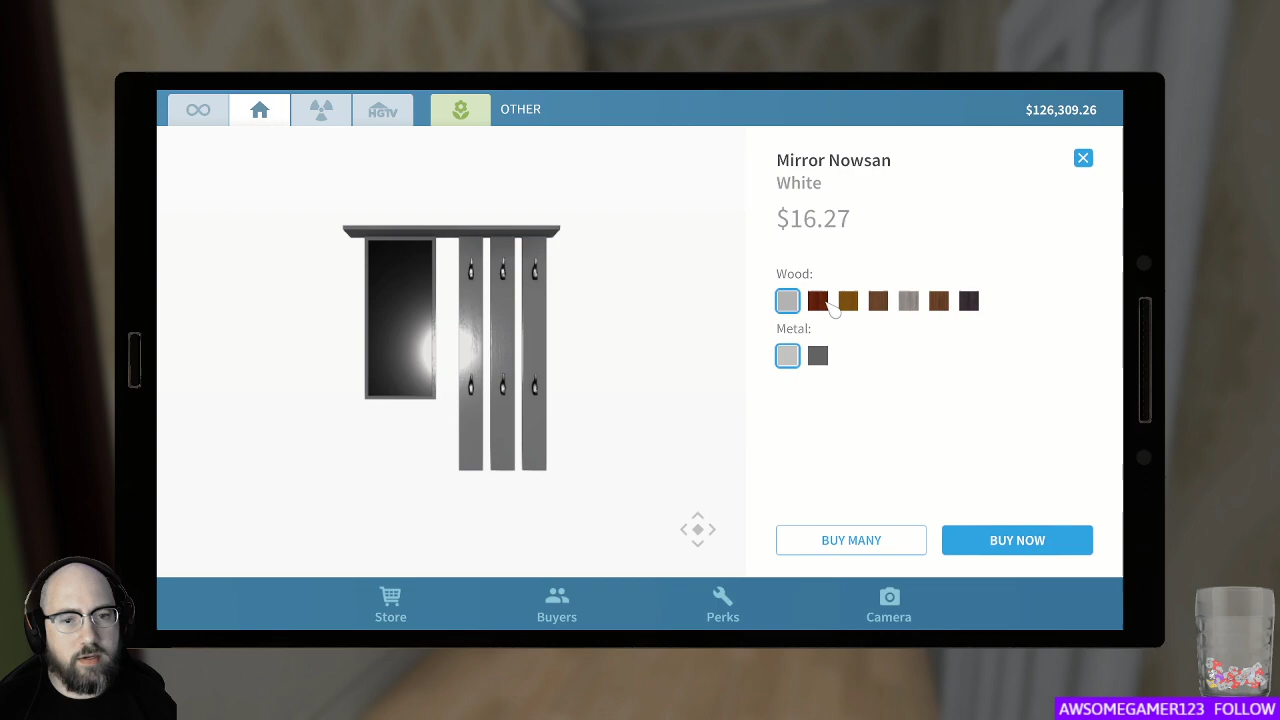 HGTV
OTHER
$126,309.26
Mirror Nowsan
White
$16.27
Wood:
Metal:
BUY MANY
BUY NOW
Store
Buyers
Perks
Camera
AWSOMEGAMER123 FOLLOW